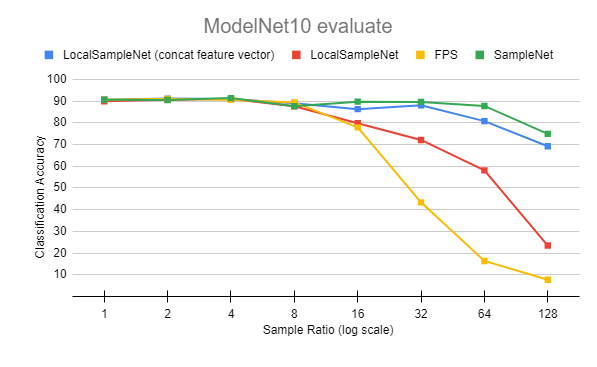 ModelNet10 evaluate
LocalSampleNet (concat feature vector) LocalSampleNet FPS SampleNet
100
90
80
70
60
50
40
30
20
10
Classification Accuracy
1 2 4 8 16 32 64 128
Sample Ratio (log scale)